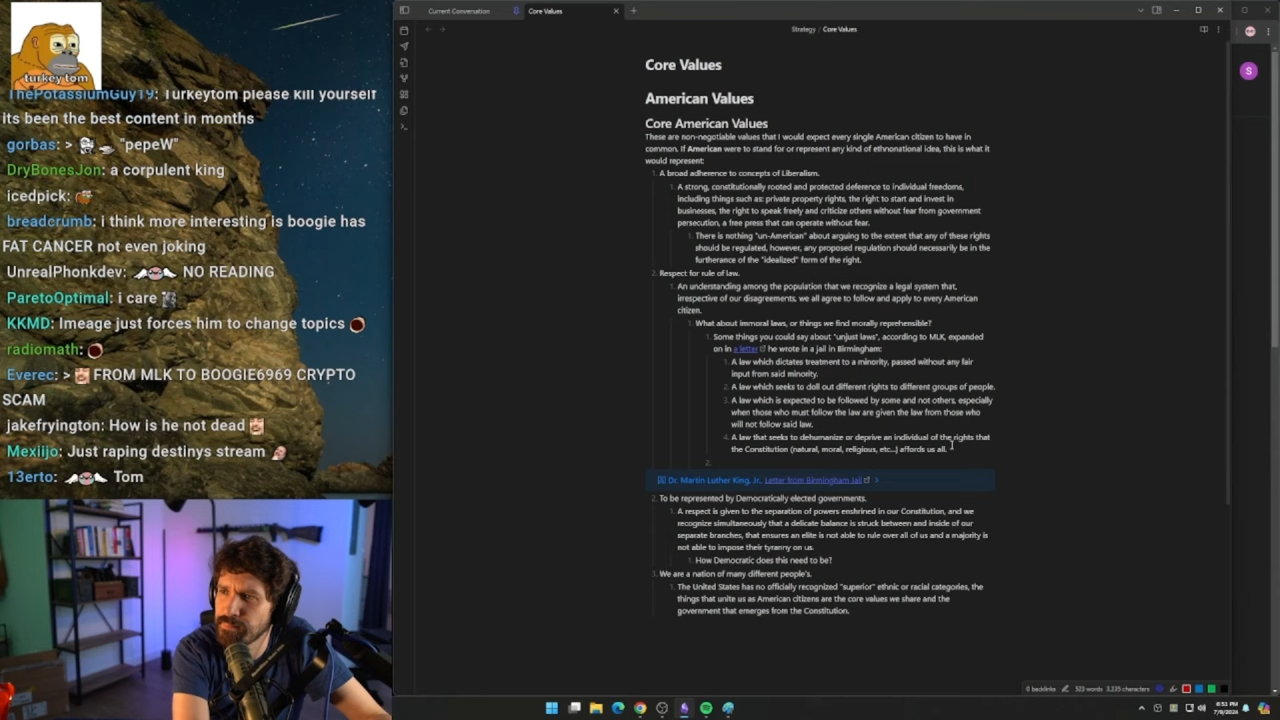 turkey tom
ThePotassiumGuy19: Turkeytom please kill yourself
its been the best content in months
gorbas: > "pepeW"
DryBonesJon: a corpulent king
icedpick:
breadcrumb: i think more interesting is boogie has
FAT CANCER not even joking
UnrealPhonkdev: NO READING
ParetoOptimal: i care
KKMD: Imeage just forces him to change topics
radiomath:
Everec: > FROM MLK TO BOOGIE6969 CRYPTO
SCAM
jakefryington: How is he not dead
Mexiijo: Just raping destinys stream
13erto: Tom
Current Conversation
Core Values
Strategy / Core Values
S
Core Values
American Values
Core American Values
These are non-negotiable values that I would expect every single American citizen to have in
common. If American were to stand for or represent any kind of ethnonational idea, this is what it
would represent:
1. A broad adherence to concepts of Liberalism.
1. A strong, constitutionally rooted and protected deference to individual freedoms,
including things such as: private property rights, the right to start and invest in
businesses, the right to speak freely and criticize others without fear from government
persecution, a free press that can operate without fear.
1. There is nothing "un-American" about arguing to the extent that any of these rights
should be regulated, however, any proposed regulation should necessarily be in the
furtherance of the "idealized" form of the right.
2. Respect for rule of law.
1. An understanding among the population that we recognize a legal system that,
irrespective of our disagreements, we all agree to follow and apply to every American
citizen.
1. What about immoral laws, or things we find morally reprehensible?
1. Some things you could say about "unjust laws", according to MLK, expanded
on in a letter he wrote in a jail in Birmingham:
1. A law which dictates treatment to a minority, passed without any fair
input from said minority.
2. A law which seeks to doll out different rights to different groups of people.
3. A law which is expected to be followed by some and not others, especially
when those who must follow the law are given the law from those who
will not follow said law.
4. A law that seeks to dehumanize or deprive an individual of the rights that
the Constitution (natural, moral, religious, etc...) affords us all.
2.
Dr. Martin Luther King, Jr., Letter from Birmingham Jail
2. To be represented by Democratically elected governments.
1. A respect is given to the separation of powers enshrined in our Constitution, and we
recognize simultaneously that a delicate balance is struck between and inside of our
separate branches, that ensures an elite is not able to rule over all of us and a majority is
not able to impose their tyranny on us.
1. How Democratic does this need to be?
3. We are a nation of many different people's.
1. The United States has no officially recognized "superior" ethnic or racial categories, the
things that unite us as American citizens are the core values we share and the
government that emerges from the Constitution.
0 backlinks 523 words 3,235 characters
6:51 PM
7/9/2024